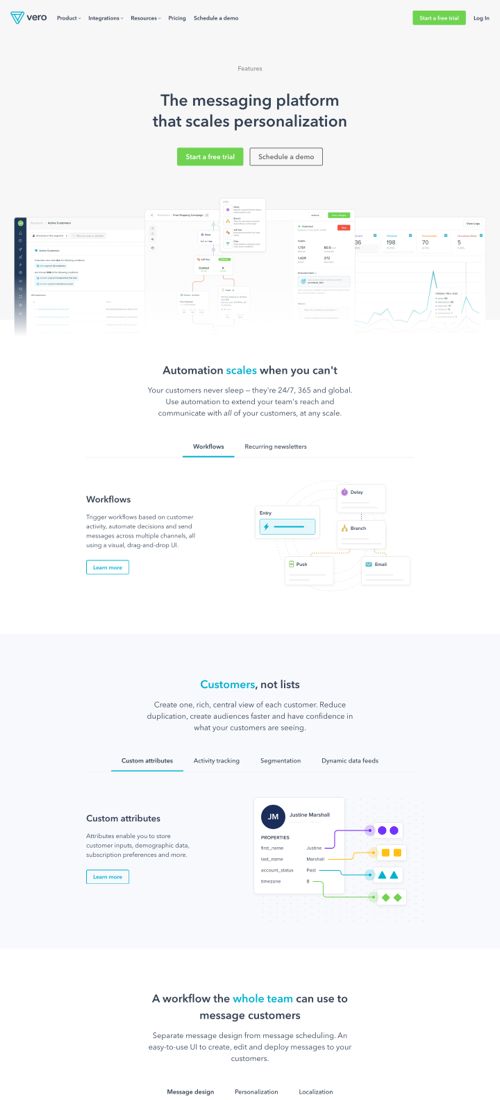 vero
Product
Integrations
Resources
Pricing
Schedule a demo
Start a free trial
Log In
Features
The messaging platform
that scales personalization
Start a free trial
Schedule a demo
Automation scales when you can't
Your customers never sleep – they're 24/7, 365 and global.
Use automation to extend your team's reach and
communicate with all of your customers, at any scale.
Workflows
Recurring newsletters
Workflows
Trigger workflows based on customer
activity, automate decisions and send
messages across multiple channels, all
using a visual, drag-and-drop UI.
Learn more
Entry
Delay
Branch
Push
Email
Customers, not lists
Create one, rich, central view of each customer. Reduce
duplication, create audiences faster and have confidence in
what your customers are seeing.
Custom attributes
Activity tracking
Segmentation
Dynamic data feeds
Custom attributes
Attributes enable you to store
customer inputs, demographic data,
subscription preferences and more.
Learn more
JM
Justine Marshall
PROPERTIES
first_name Justine
last_name Marshall
account_status Paid
timezone 8
A workflow the whole team can use to
message customers
Separate message design from message scheduling. An
easy-to-use UI to create, edit and deploy messages to your
customers.
Message design
Personalization
Localization